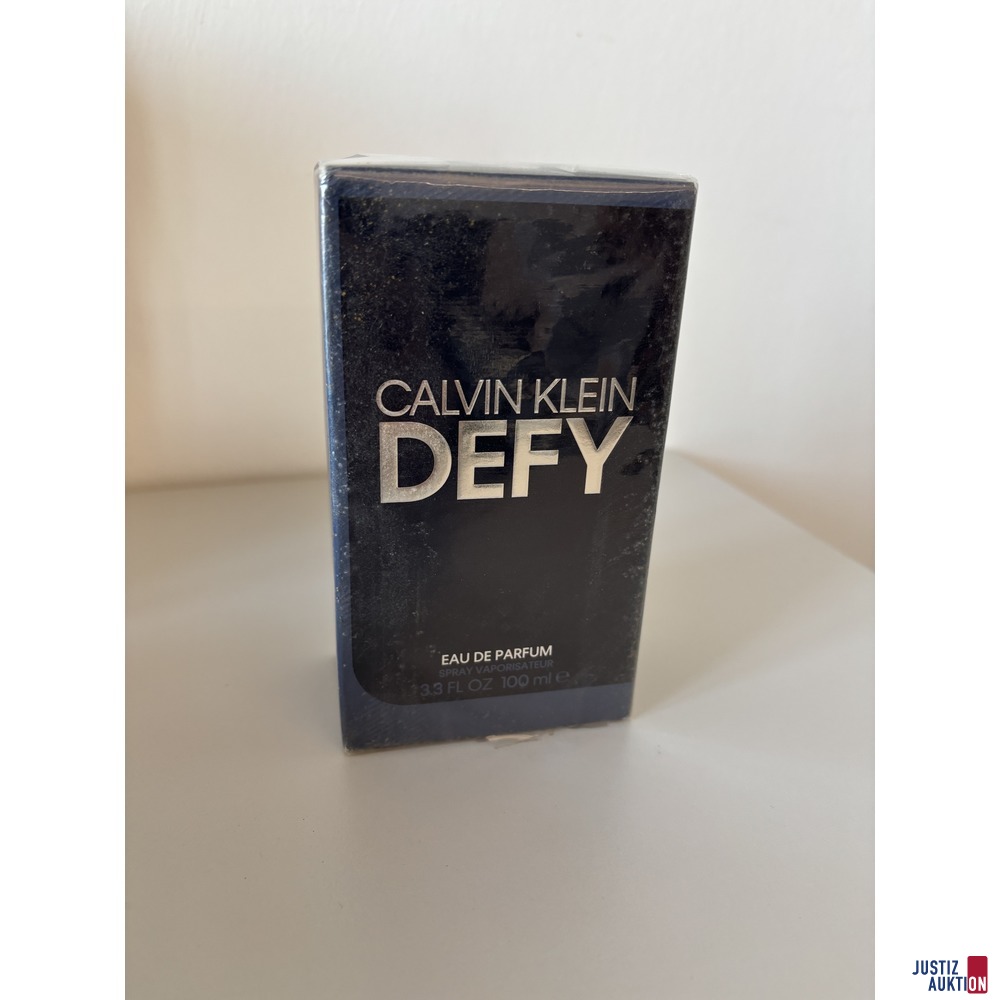 CALVIN KLEIN
DEFY
EAU DE PARFUM
SPRAY VAPORISATEUR
3.3 FL OZ 100 ml ℮
JUSTIZ
AUKTION